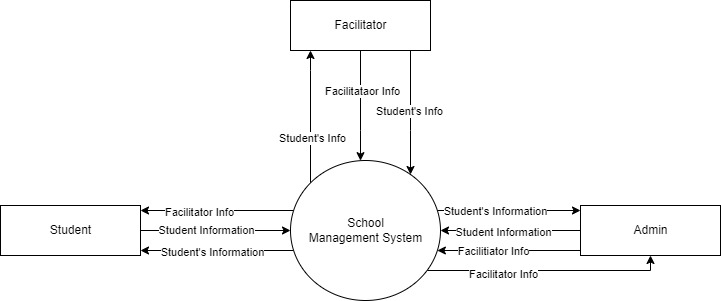 Facilitator
Facilitataor Info
Student's Info
Student's Info
Facilitator Info
Student Information
Student's Information
Student
School
Management System
Student's Information
Student Information
Facilitiator Info
Facilitator Info
Admin